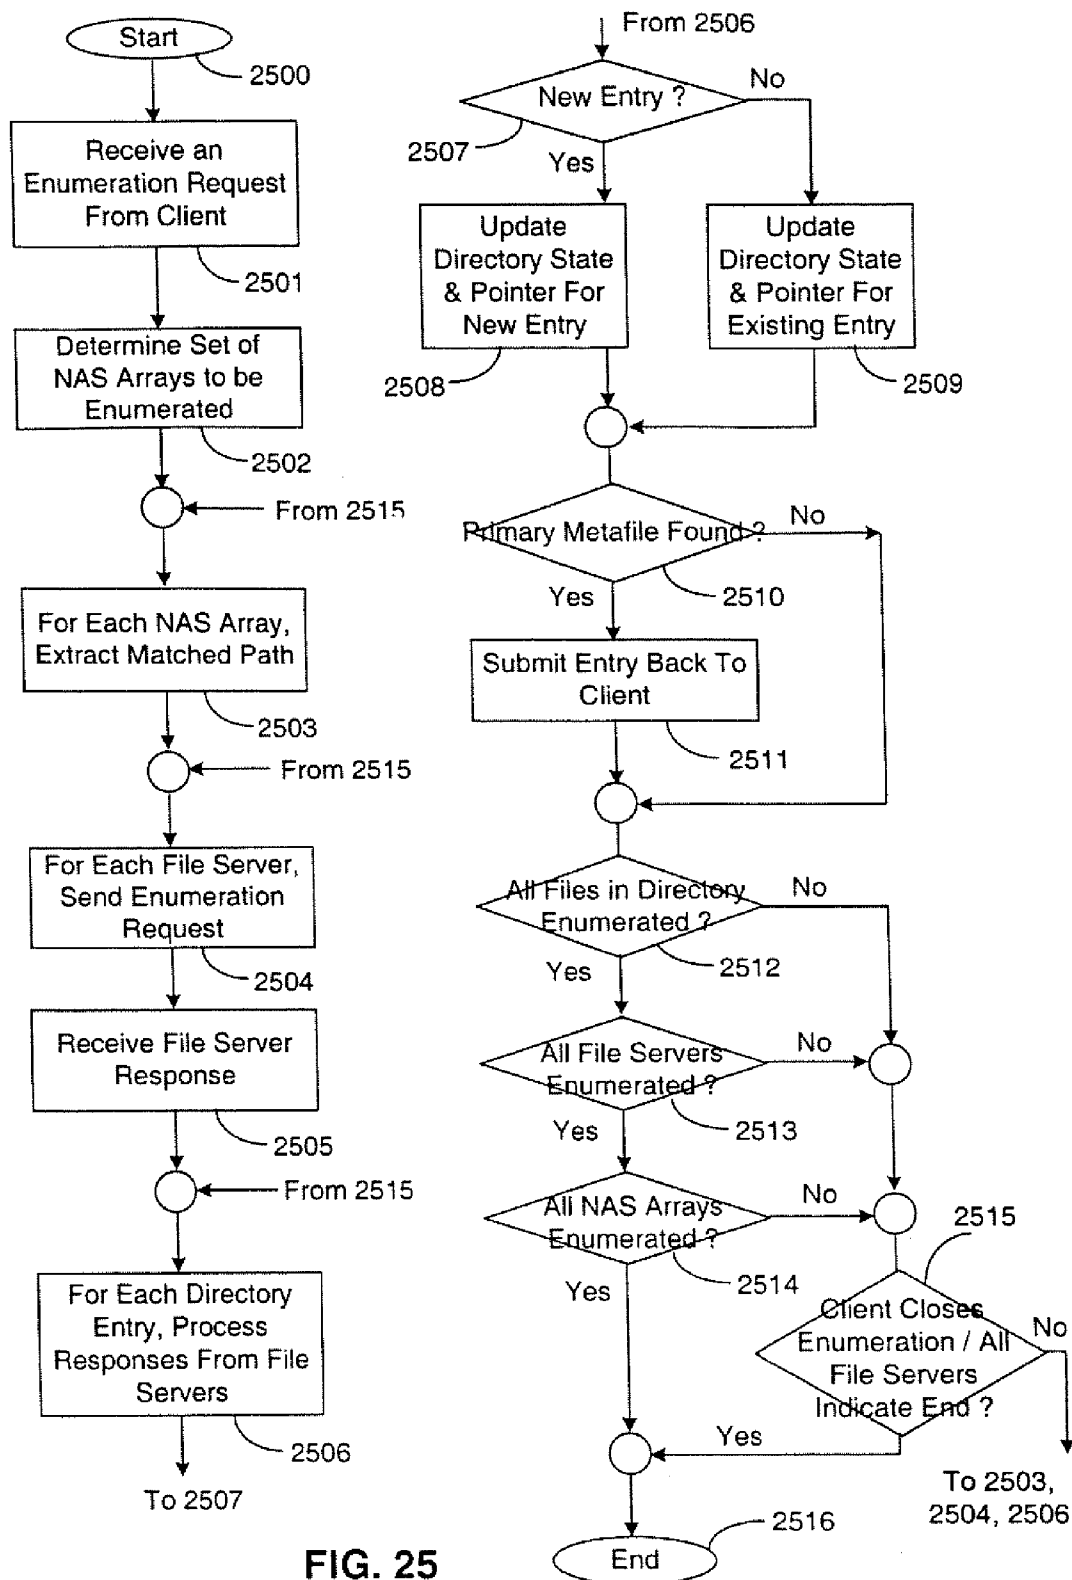 Start
2500
Receive an
Enumeration Request
From Client
2501
Determine Set of
NAS Arrays to be
Enumerated
2502
From 2515
For Each NAS Array,
Extract Matched Path
2503
From 2515
For Each File Server,
Send Enumeration
Request
2504
Receive File Server
Response
2505
From 2515
For Each Directory
Entry, Process
Responses From File
Servers
2506
To 2507
From 2506
New Entry ?
No
2507
Yes
Update
Directory State
& Pointer For
New Entry
2508
Update
Directory State
& Pointer For
Existing Entry
2509
Primary Metafile Found ?
No
Yes
2510
Submit Entry Back To
Client
2511
All Files in Directory
Enumerated ?
No
Yes
2512
All File Servers
Enumerated ?
No
Yes
2513
All NAS Arrays
Enumerated ?
No
Yes
2514
2515
Client Closes
Enumeration / All
File Servers
Indicate End ?
No
Yes
To 2503,
2504, 2506
2516
End
FIG. 25